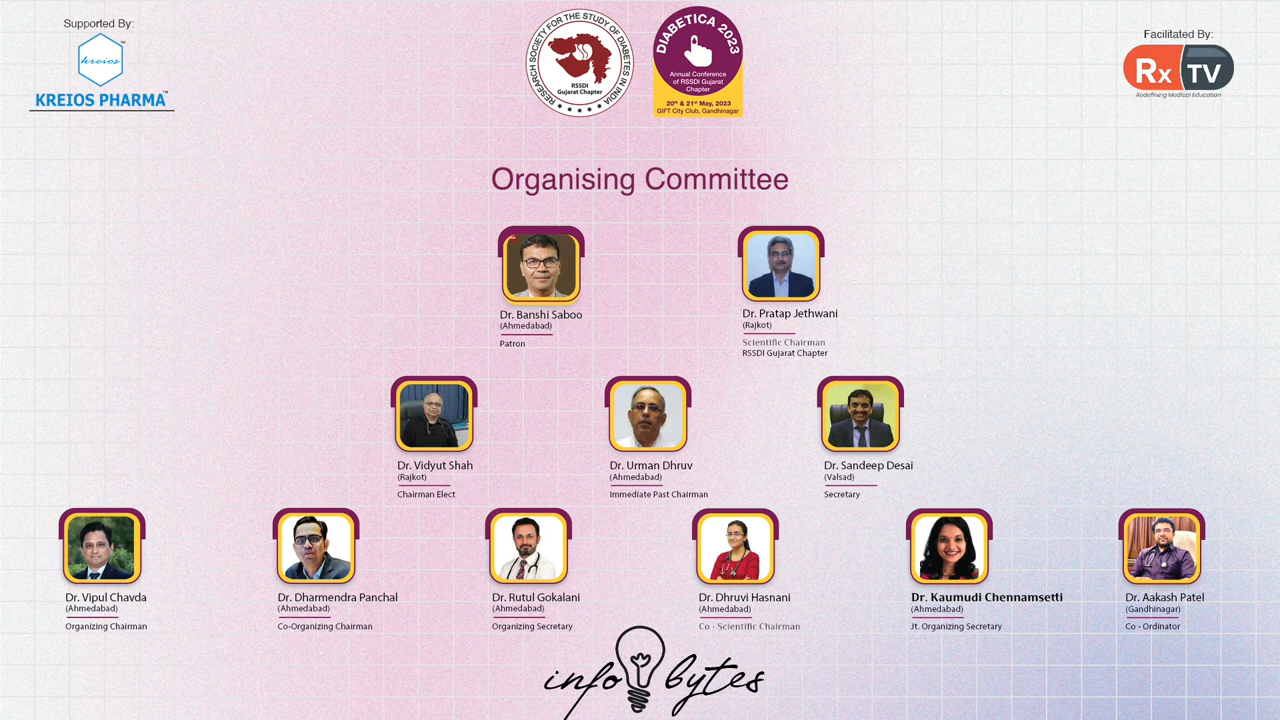 Supported By:
kreios
KREIOS PHARMA™
RESEARCH SOCIETY FOR THE STUDY OF DIABETES IN INDIA
RSSDI
Gujarat Chapter
DIABETICA 2023
Annual Conference
of RSSDI Gujarat
Chapter
20th & 21st May, 2023
GIFT City Club, Gandhinagar
Facilitated By:
Rx TV
Redefining Medical Education
Organising Committee
Dr. Banshi Saboo
(Ahmedabad)
Patron
Dr. Pratap Jethwani
(Rajkot)
Scientific Chairman
RSSDI Gujarat Chapter
Dr. Vidyut Shah
(Rajkot)
Chairman Elect
Dr. Urman Dhruv
(Ahmedabad)
Immediate Past Chairman
Dr. Sandeep Desai
(Valsad)
Secretary
Dr. Vipul Chavda
(Ahmedabad)
Organizing Chairman
Dr. Dharmendra Panchal
(Ahmedabad)
Co-Organizing Chairman
Dr. Rutul Gokalani
(Ahmedabad)
Organizing Secretary
Dr. Dhruvi Hasnani
(Ahmedabad)
Co - Scientific Chairman
Dr. Kaumudi Chennamsetti
(Ahmedabad)
Jt. Organizing Secretary
Dr. Aakash Patel
(Gandhinagar)
Co - Ordinator
info bytes